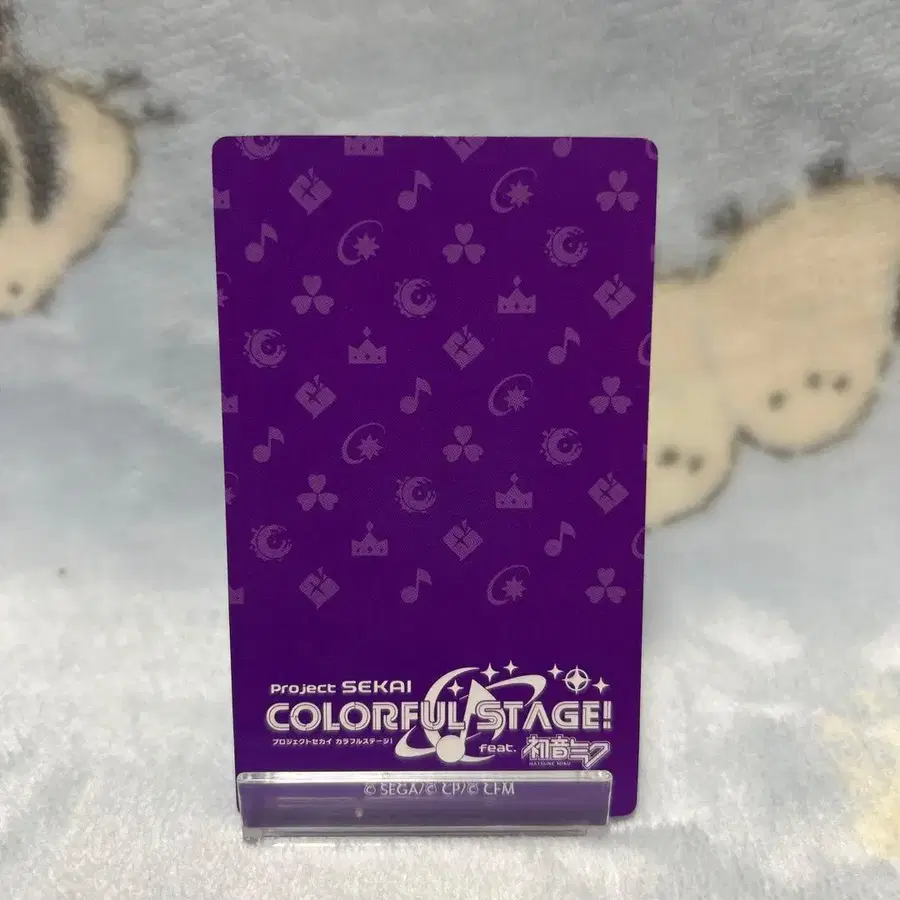 Project SEKAI
COLORFUL STAGE!
プロジェクトセカイ カラフルステージ!
feat. 初音ミク
HATSUNE MIKU
© SEGA/© CP/© CFM